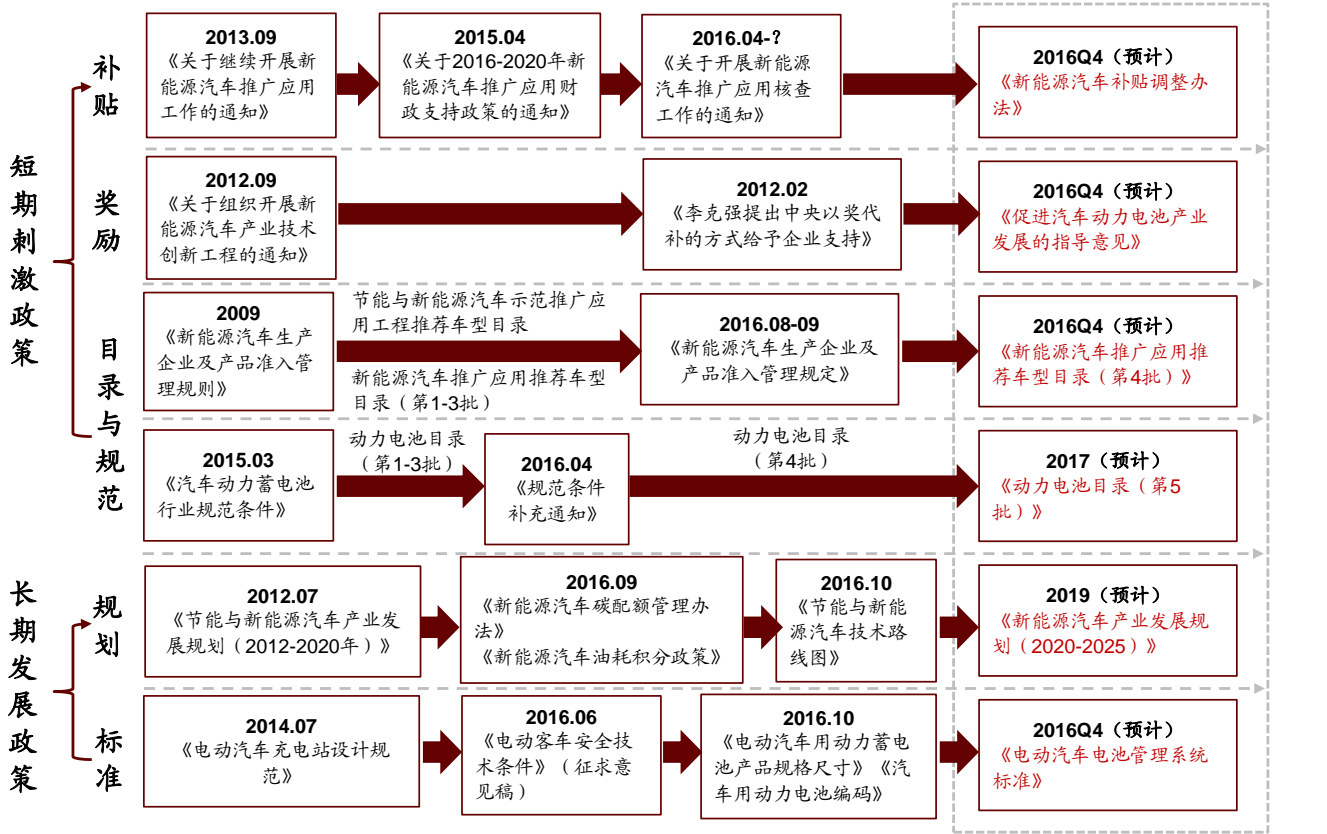 短期刺激政策
补贴
2013.09
《关于继续开展新
能源汽车推广应用
工作的通知》
2015.04
《关于2016-2020年新
能源汽车推广应用财
政支持政策的通知》
2016.04-?
《关于开展新能源
汽车推广应用核查
工作的通知》
2016Q4（预计）
《新能源汽车补贴调整办
法》
奖励
2012.09
《关于组织开展新
能源汽车产业技术
创新工程的通知》
2012.02
《李克强提出中央以奖代
补的方式给予企业支持》
2016Q4（预计）
《促进汽车动力电池产业
发展的指导意见》
目录与规范
2009
《新能源汽车生产
企业及产品准入管
理规则》
节能与新能源汽车示范推广应
用工程推荐车型目录
新能源汽车推广应用推荐车型
目录（第1-3批）
2016.08-09
《新能源汽车生产企业及
产品准入管理规定》
2016Q4（预计）
《新能源汽车推广应用推
荐车型目录（第4批）》
2015.03
《汽车动力蓄电池
行业规范条件》
动力电池目录
（第1-3批）
2016.04
《规范条件
补充通知》
动力电池目录
（第4批）
2017（预计）
《动力电池目录（第5
批）》
长期发展政策
规划
2012.07
《节能与新能源汽车产业发
展规划（2012-2020年）》
2016.09
《新能源汽车碳配额管理办
法》
《新能源汽车油耗积分政策》
2016.10
《节能与新能
源汽车技术路
线图》
2019（预计）
《新能源汽车产业发展规
划（2020-2025）》
标准
2014.07
《电动汽车充电站设计规
范》
2016.06
《电动客车安全技
术条件》（征求意
见稿）
2016.10
《电动汽车用动力蓄电
池产品规格尺寸》《汽
车用动力电池编码》
2016Q4（预计）
《电动汽车电池管理系统
标准》